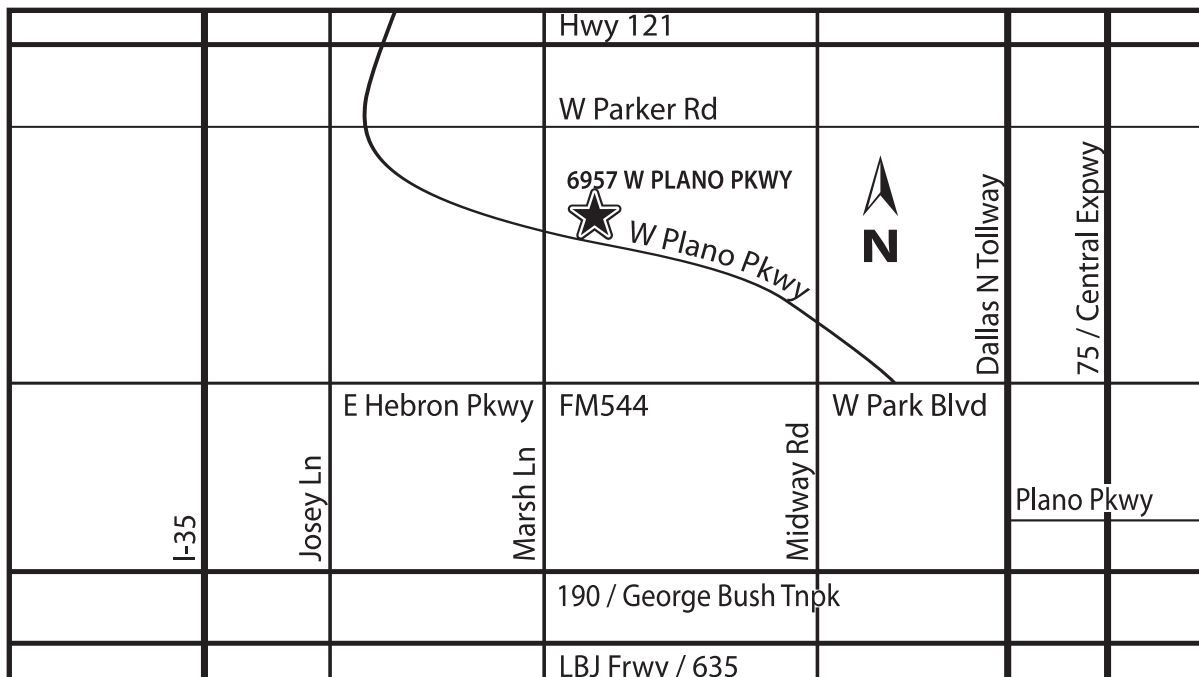 Hwy 121
W Parker Rd
6957 W PLANO PKWY
W Plano Pkwy
N
Dallas N Tollway
75 / Central Expwy
E Hebron Pkwy
FM544
W Park Blvd
I-35
Josey Ln
Marsh Ln
Midway Rd
Plano Pkwy
190 / George Bush Tnpk
LBJ Frwy / 635